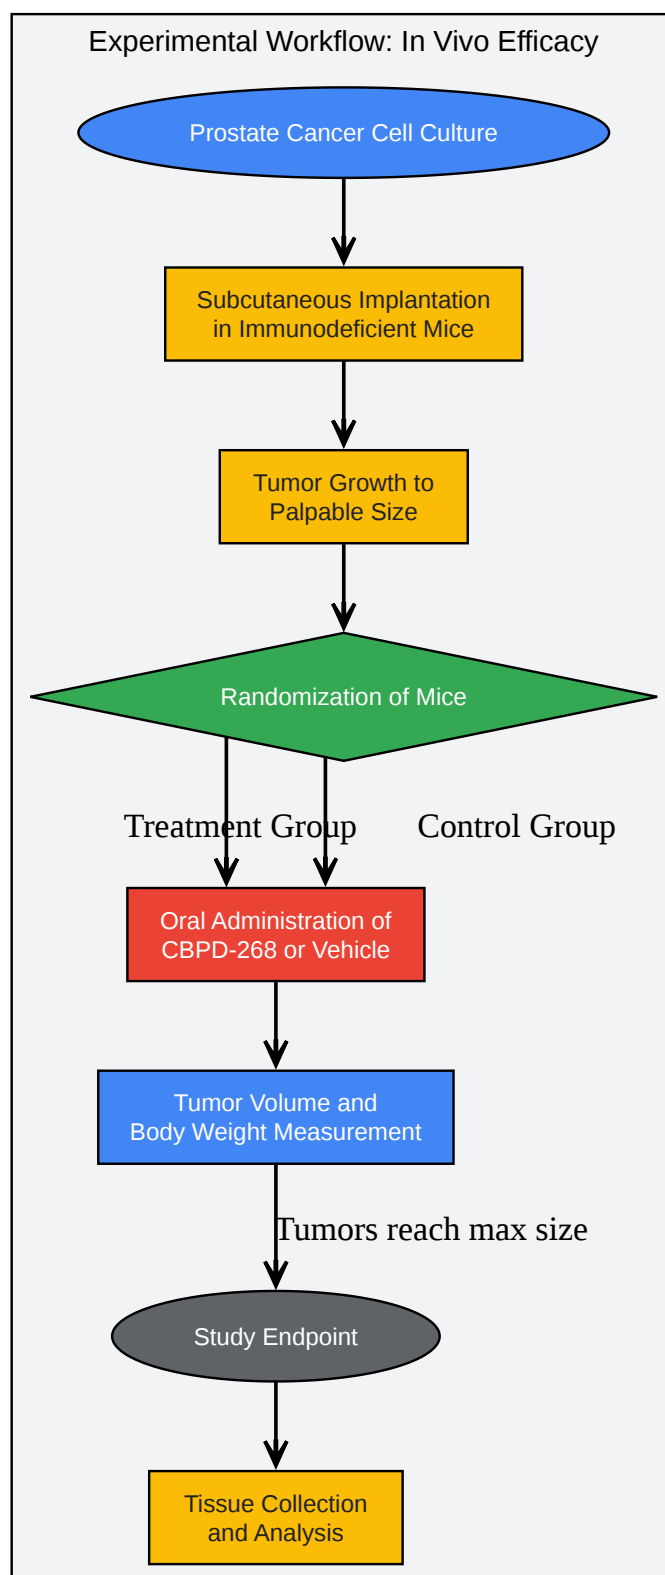 Experimental Workflow: In Vivo Efficacy
Prostate Cancer Cell Culture
Subcutaneous Implantation
in Immunodeficient Mice
Tumor Growth to
Palpable Size
Randomization of Mice
Treatment Group
Control Group
Oral Administration of
CBPD-268 or Vehicle
Tumor Volume and
Body Weight Measurement
Tumors reach max size
Study Endpoint
Tissue Collection
and Analysis